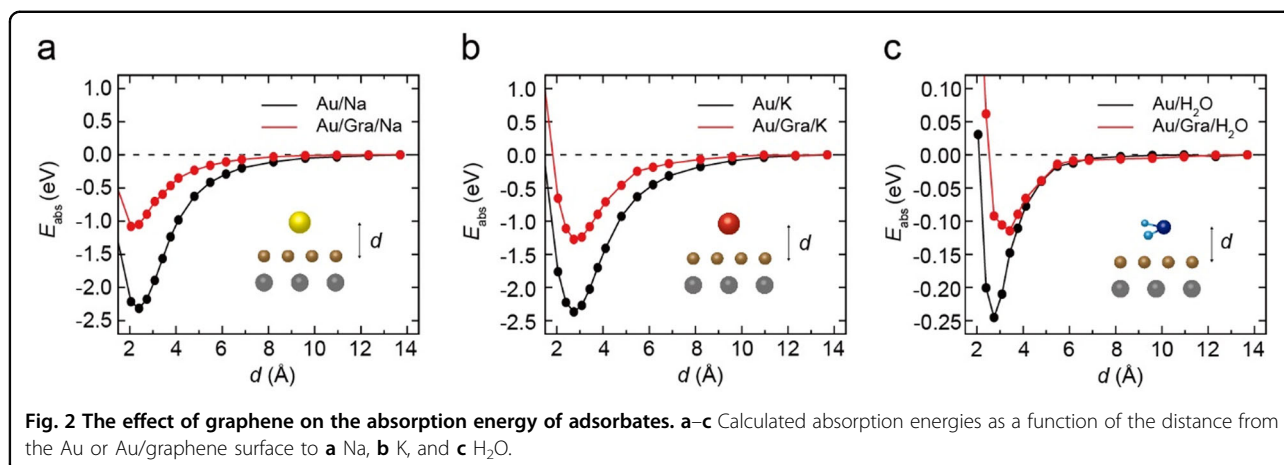 a
1.0
0.5
0.0
-0.5
-1.0
-1.5
-2.0
-2.5
E_abs (eV)
Au/Na
Au/Gra/Na
d
2 4 6 8 10 12 14
d (Å)
b
1.0
0.5
0.0
-0.5
-1.0
-1.5
-2.0
-2.5
E_abs (eV)
Au/K
Au/Gra/K
d
2 4 6 8 10 12 14
d (Å)
c
0.10
0.05
0.00
-0.05
-0.10
-0.15
-0.20
-0.25
E_abs (eV)
Au/H₂O
Au/Gra/H₂O
d
2 4 6 8 10 12 14
d (Å)
Fig. 2 The effect of graphene on the absorption energy of adsorbates. a–c Calculated absorption energies as a function of the distance from
the Au or Au/graphene surface to a Na, b K, and c H₂O.